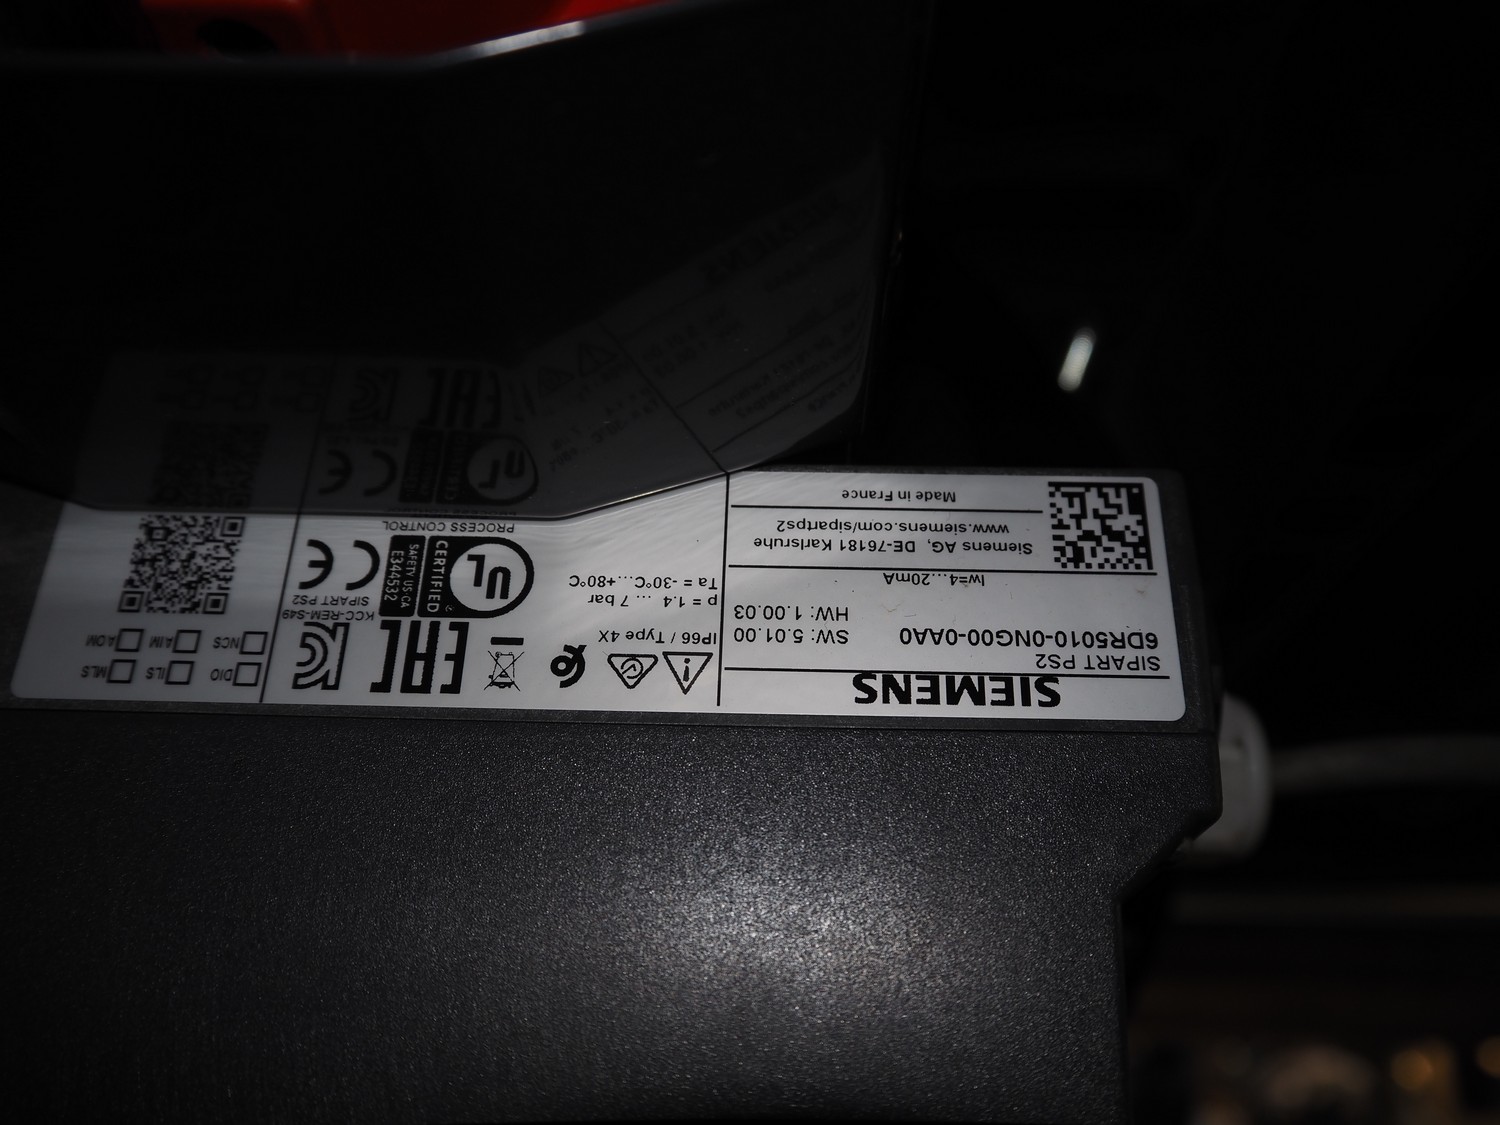 SIEMENS
SIPART PS2
6DR5010-0NG00-0AA0
SW: 5.01.00
HW: 1.00.03
Iw=4...20mA
Siemens AG, DE-76181 Karlsruhe
www.siemens.com/sipartps2
Made in France
IP66 / Type 4X
p = 1.4 ... 7 bar
Ta = -30°C...+80°C
EAC
UL
CERTIFIED
SAFETY US-CA
E344532
PROCESS CONTROL
KCC-REM-S49
SIPART PS2
CE
DIO
ILS
MLS
NCS
AIM
AOM